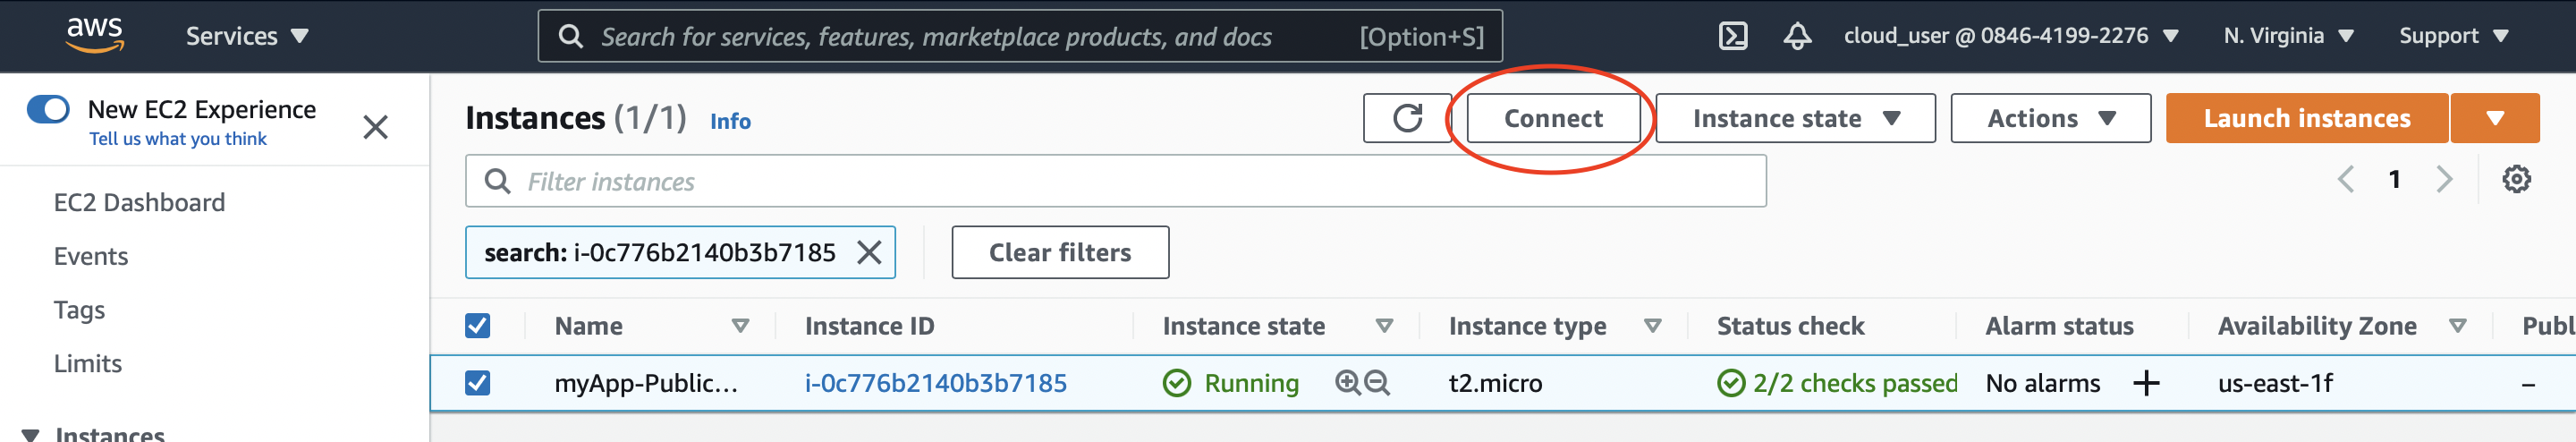 aws
Services
Search for services, features, marketplace products, and docs [Option+S]
cloud_user @ 0846-4199-2276
N. Virginia
Support
New EC2 Experience
Tell us what you think
EC2 Dashboard
Events
Tags
Limits
Instances
Instances (1/1) Info
Connect
Instance state
Actions
Launch instances
Filter instances
1
search: i-0c776b2140b3b7185
Clear filters
Name Instance ID Instance state Instance type Status check Alarm status Availability Zone Publ
myApp-Public... i-0c776b2140b3b7185 Running t2.micro 2/2 checks passed No alarms + us-east-1f –